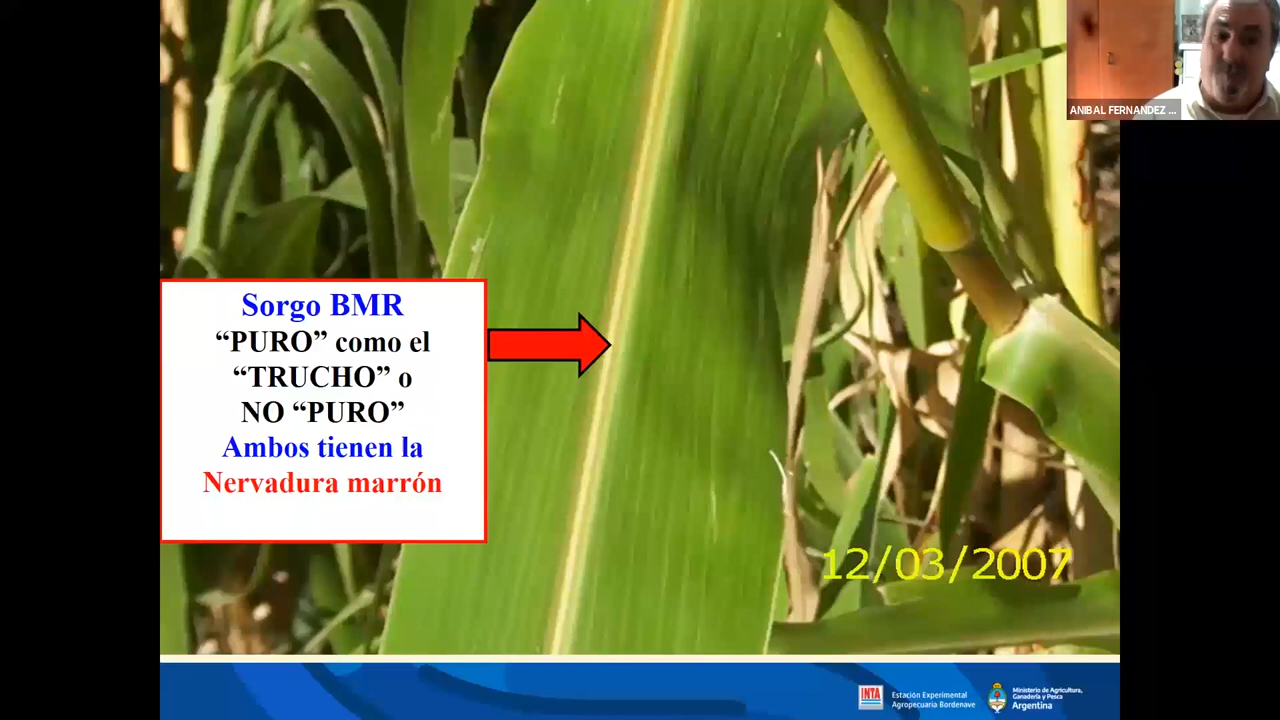 ANIBAL FERNANDEZ ...
Sorgo BMR
“PURO” como el
“TRUCHO” o
NO “PURO”
Ambos tienen la
Nervadura marrón
12/03/2007
INTA
Estación Experimental
Agropecuaria Bordenave
Ministerio de Agricultura,
Ganadería y Pesca
Argentina